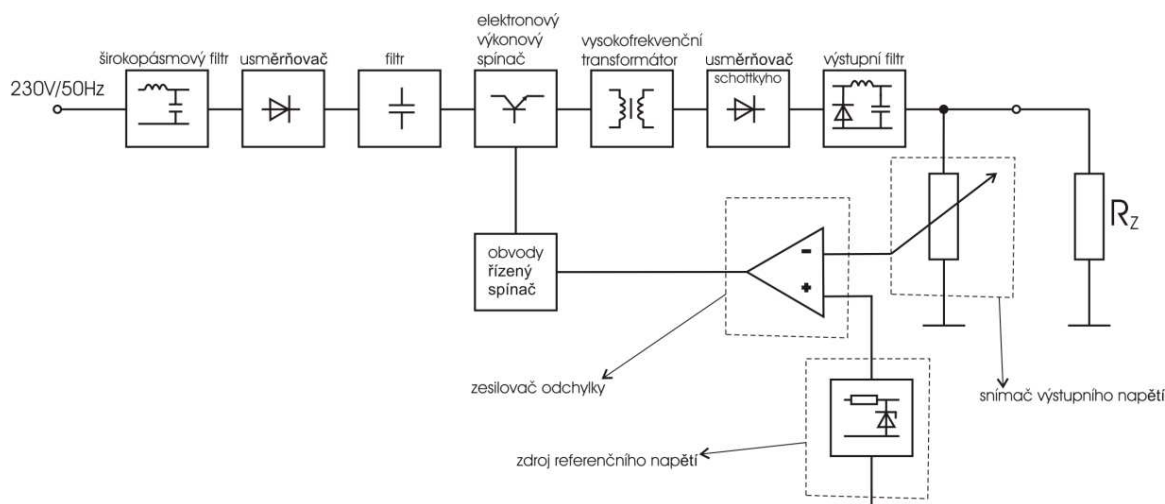 230V/50Hz
širokopásmový filtr
usměrňovač
filtr
elektronový
výkonový
spínač
vysokofrekvenční
transformátor
usměrňovač
schottkyho
výstupní filtr
obvody
řízený
spínač
-
+
RZ
zesilovač odchylky
snímač výstupního napětí
zdroj referenčního napětí